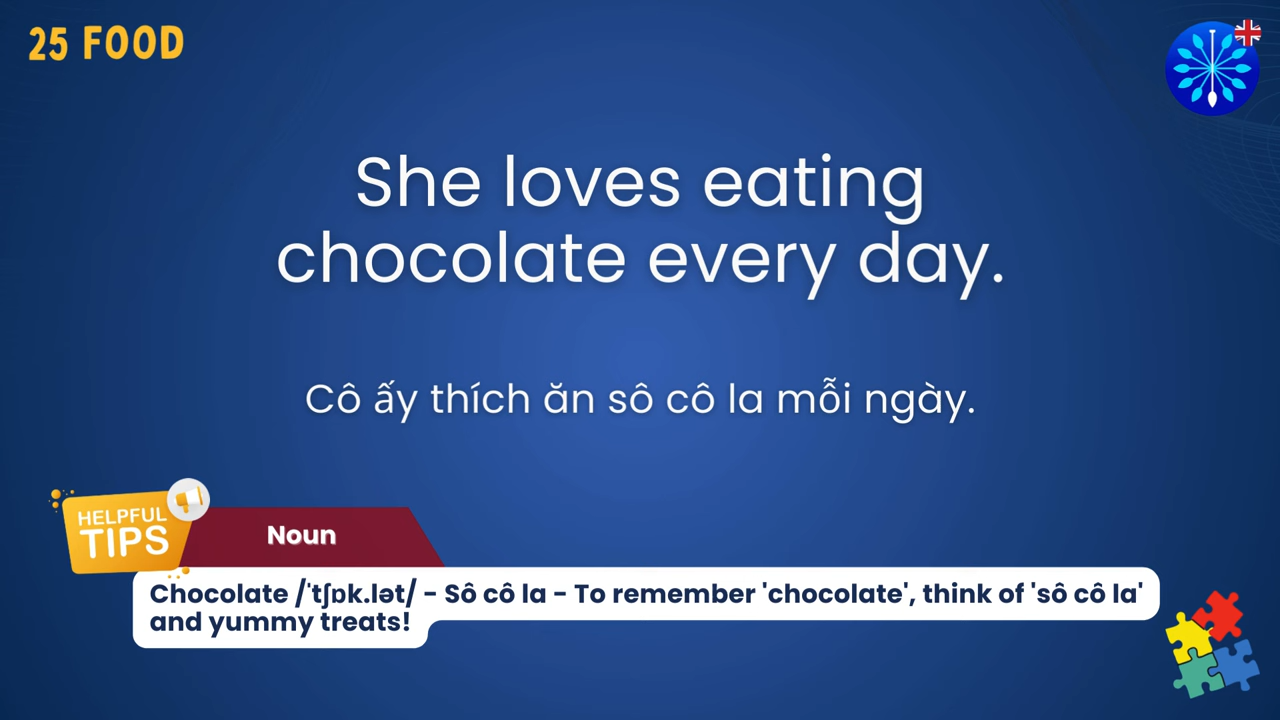 25 FOOD
She loves eating
chocolate every day.
Cô ấy thích ăn sô cô la mỗi ngày.
HELPFUL
TIPS
Noun
Chocolate /ˈtʃɒk.lət/ - Sô cô la - To remember 'chocolate', think of 'sô cô la'
and yummy treats!